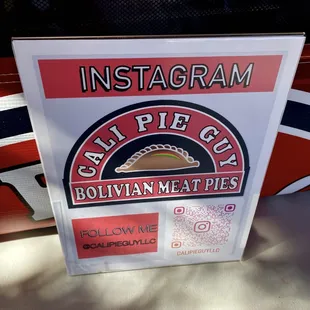 INSTAGRAM
CALI PIE GUY
BOLIVIAN MEAT PIES
FOLLOW ME
@CALIPIEGUYLLC
CALIPIEGUYLLC